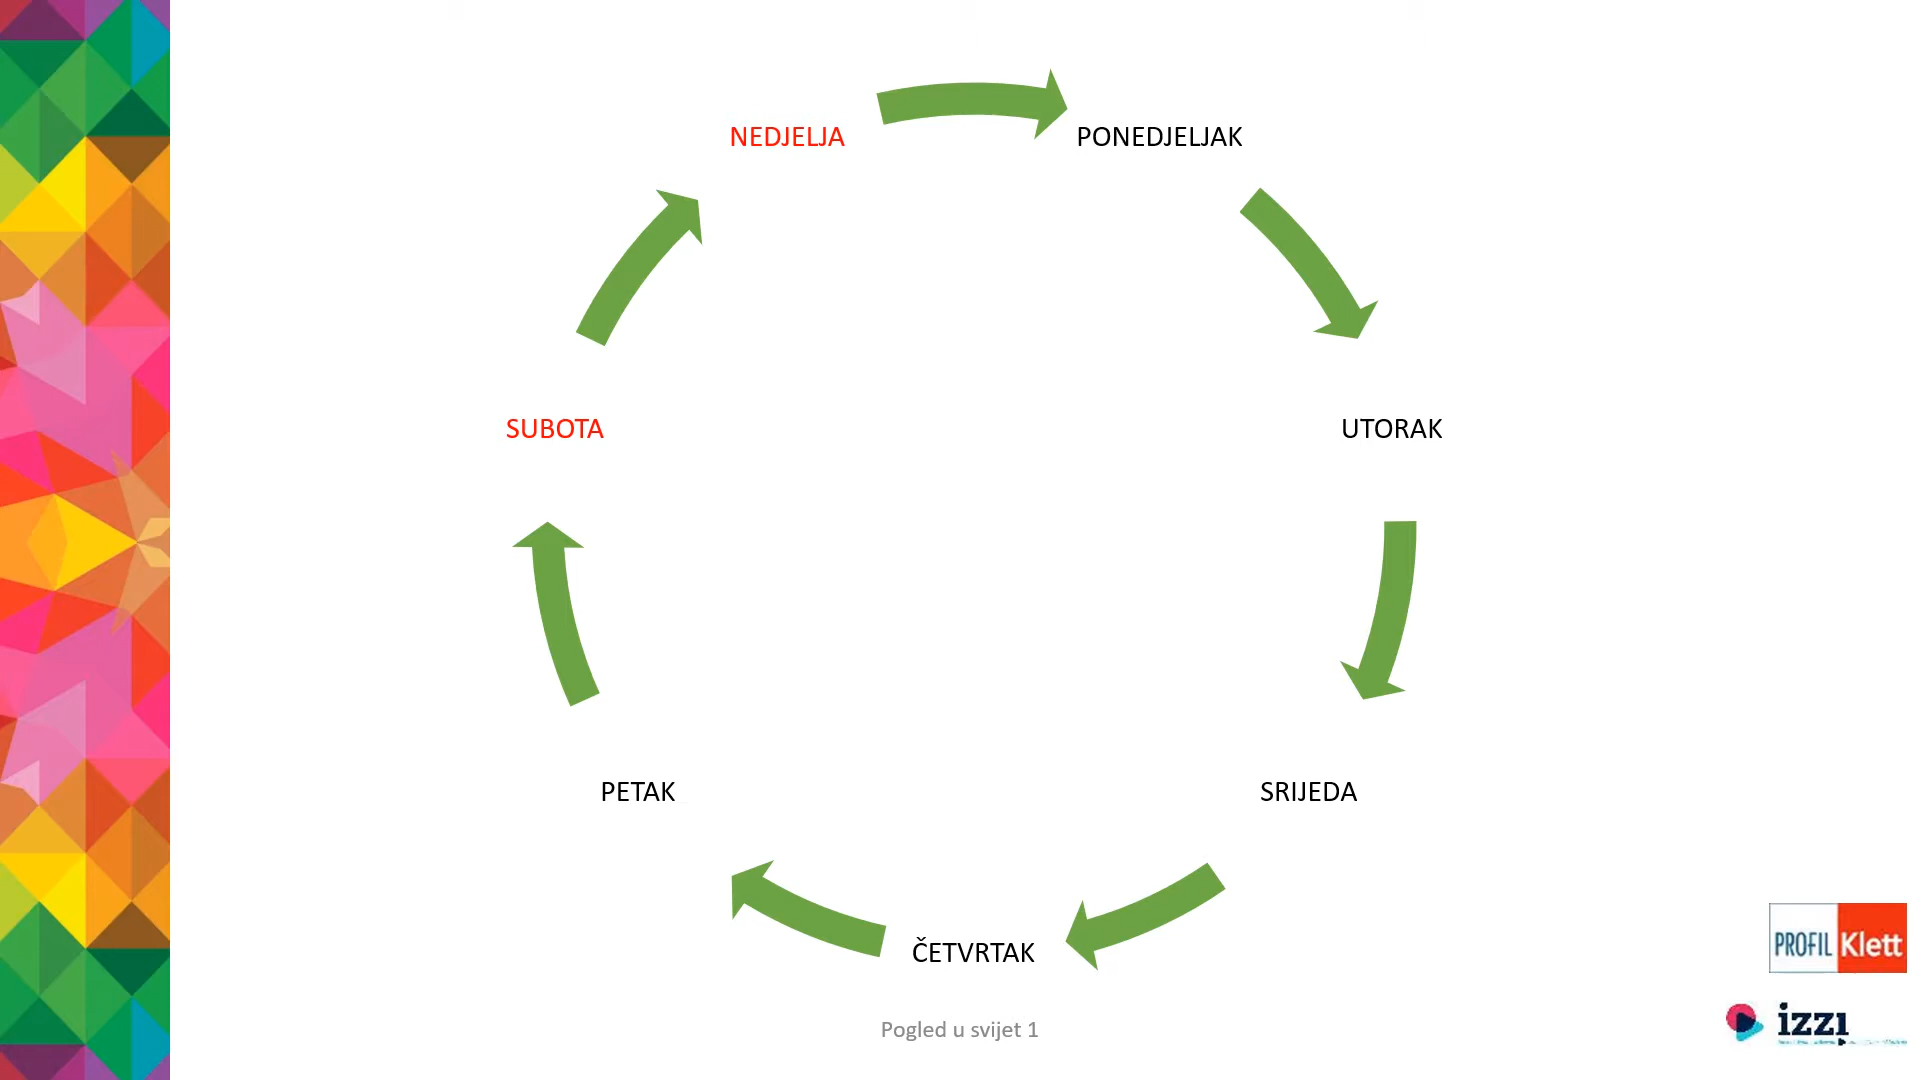 NEDJELJA
PONEDJELJAK
UTORAK
SRIJEDA
ČETVRTAK
PETAK
SUBOTA
Pogled u svijet 1
PROFIL Klett
izzi